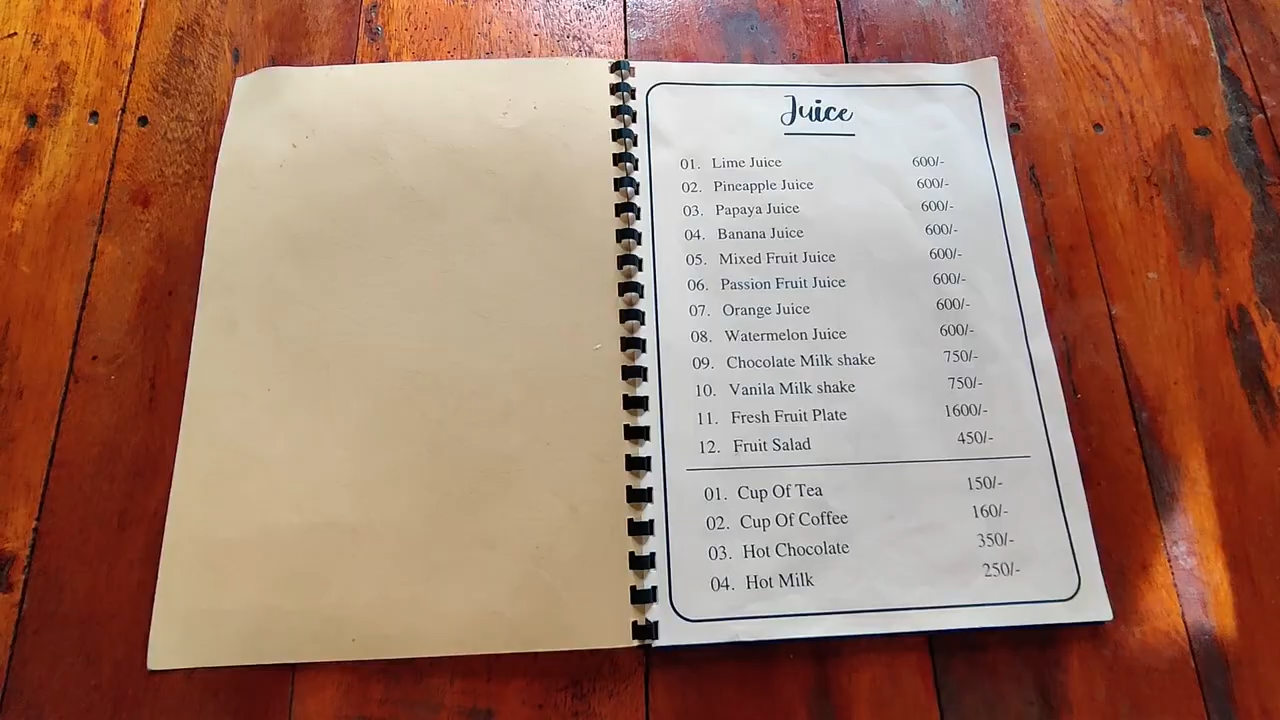 Juice
01. Lime Juice 600/-
02. Pineapple Juice 600/-
03. Papaya Juice 600/-
04. Banana Juice 600/-
05. Mixed Fruit Juice 600/-
06. Passion Fruit Juice 600/-
07. Orange Juice 600/-
08. Watermelon Juice 600/-
09. Chocolate Milk shake 750/-
10. Vanila Milk shake 750/-
11. Fresh Fruit Plate 1600/-
12. Fruit Salad 450/-
01. Cup Of Tea 150/-
02. Cup Of Coffee 160/-
03. Hot Chocolate 350/-
04. Hot Milk 250/-